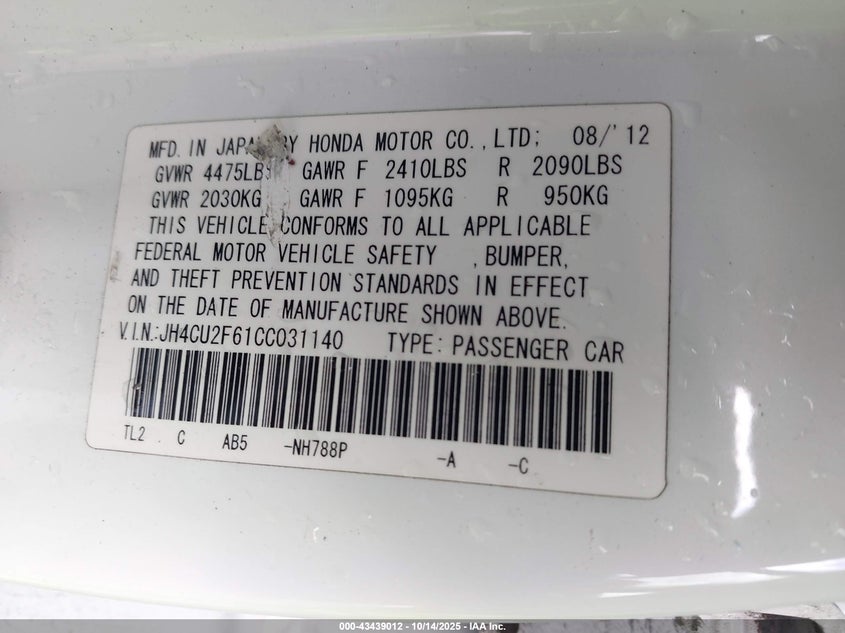 MFD. IN JAPAN BY HONDA MOTOR CO.,LTD; 08/'12
GVWR 4475LBS GAWR F 2410LBS R 2090LBS
GVWR 2030KG GAWR F 1095KG R 950KG
THIS VEHICLE CONFORMS TO ALL APPLICABLE
FEDERAL MOTOR VEHICLE SAFETY , BUMPER,
AND THEFT PREVENTION STANDARDS IN EFFECT
ON THE DATE OF MANUFACTURE SHOWN ABOVE.
V.I.N.:JH4CU2F61CC031140 TYPE: PASSENGER CAR
TL2 C AB5 -NH788P -A -C
000-43439012 - 10/14/2025 - IAA Inc.